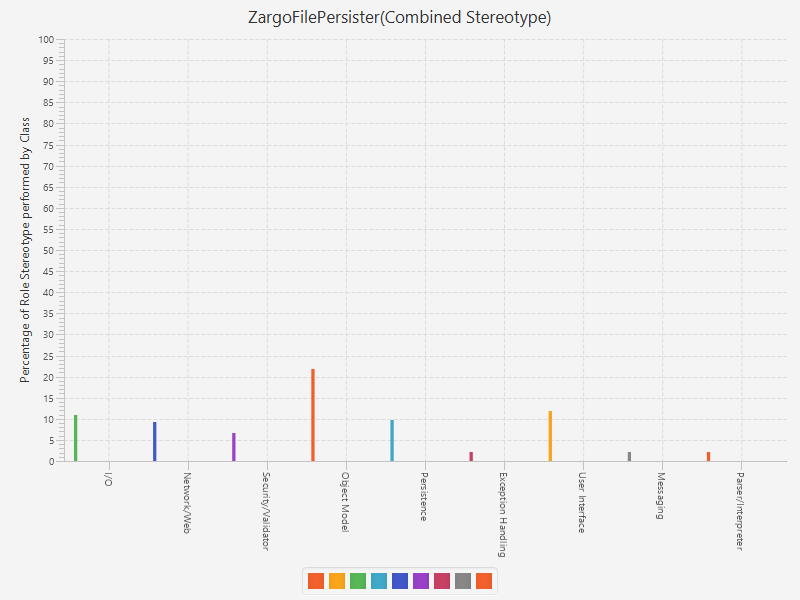 ZargoFilePersister(Combined Stereotype)
Percentage of Role Stereotype performed by Class
100
95
90
85
80
75
70
65
60
55
50
45
40
35
30
25
20
15
10
5
0
I/O
Network/Web
Security/Validator
Object Model
Persistence
Exception Handling
User Interface
Messaging
Parser/Interpreter